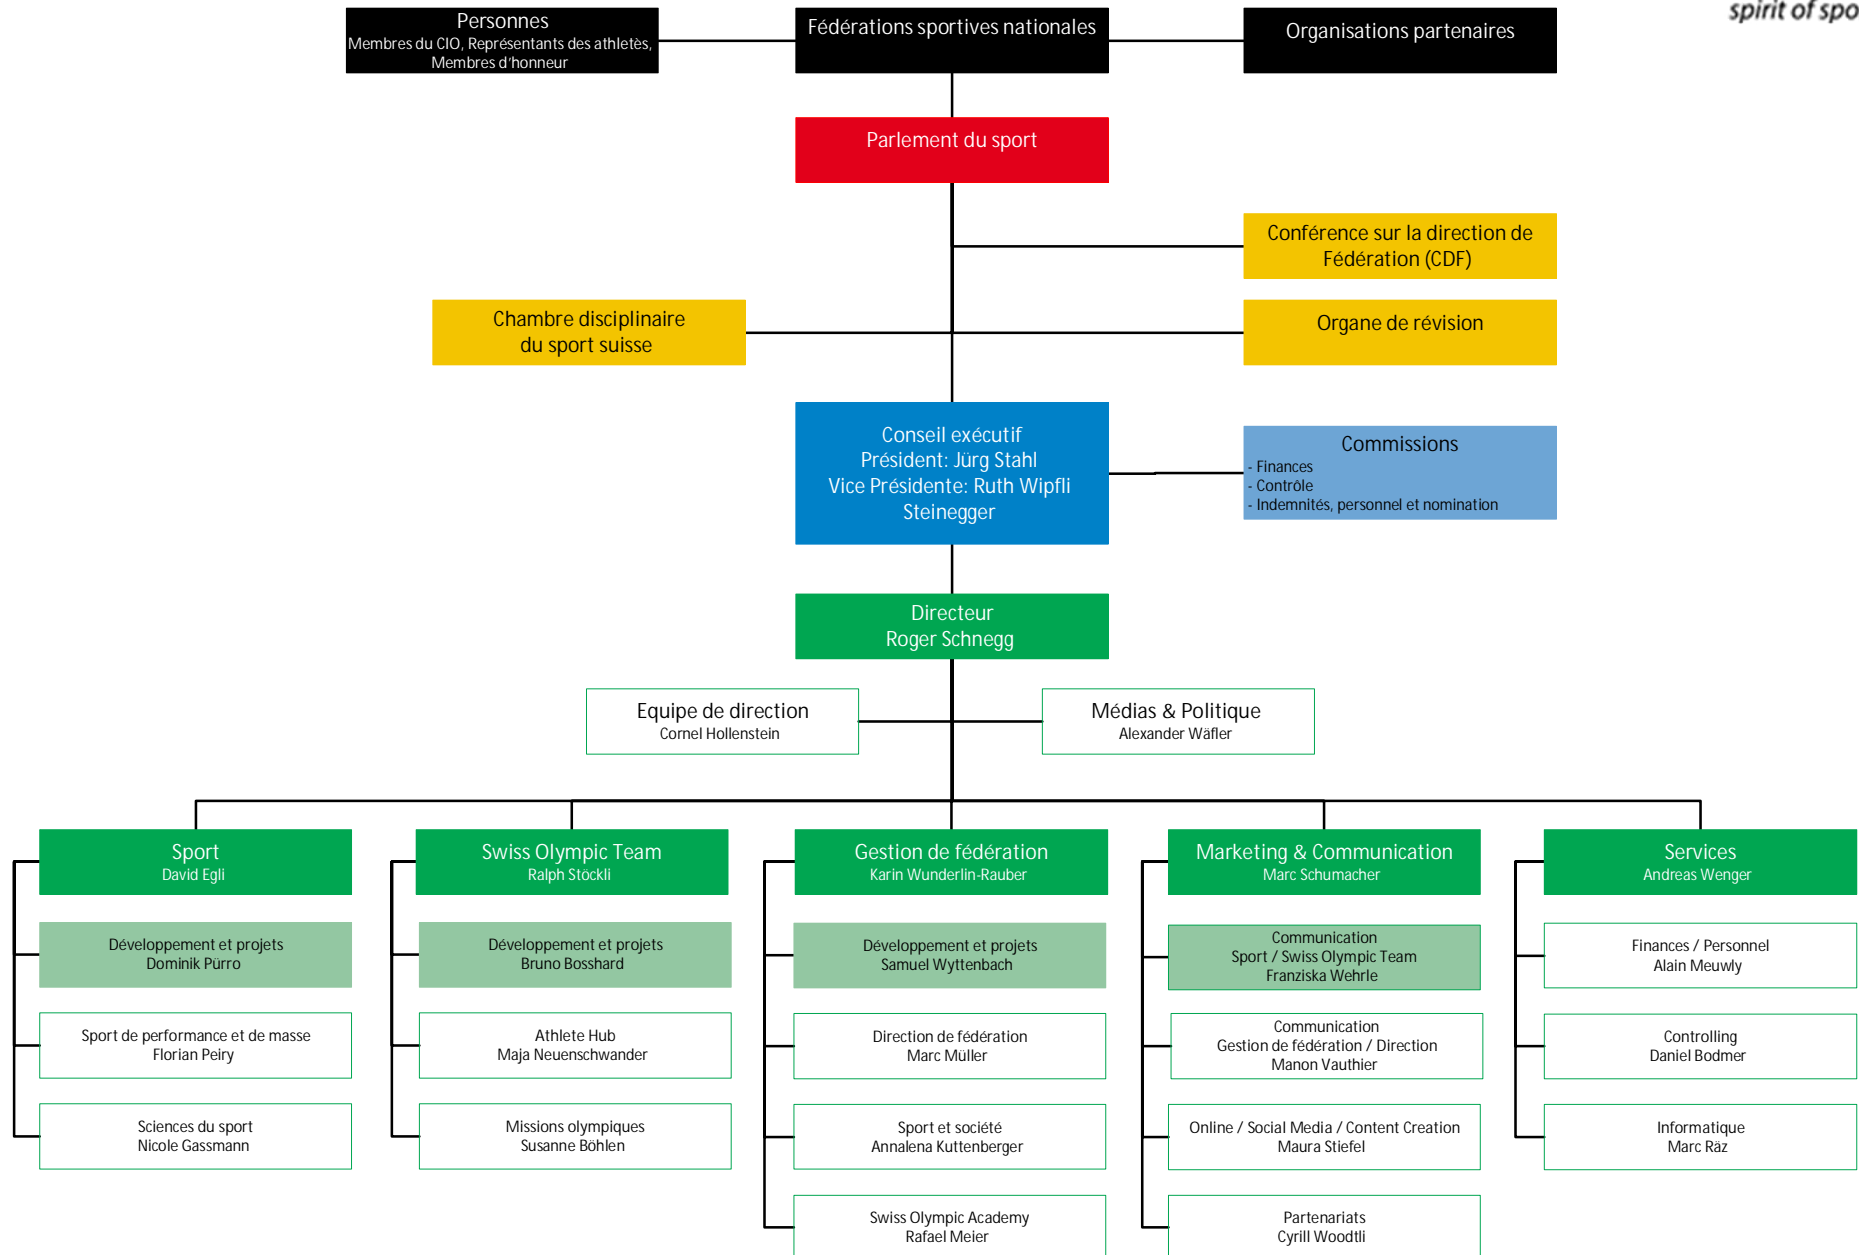 spirit of spo
Personnes
Membres du CIO, Représentants des athletès,
Membres d'honneur
Fédérations sportives nationales
Organisations partenaires
Parlement du sport
Conférence sur la direction de
Fédération (CDF)
Chambre disciplinaire
du sport suisse
Organe de révision
Conseil exécutif
Président: Jürg Stahl
Vice Présidente: Ruth Wipfli
Steinegger
Commissions
- Finances
- Contrôle
- Indemnités, personnel et nomination
Directeur
Roger Schnegg
Equipe de direction
Cornel Hollenstein
Médias & Politique
Alexander Wäfler
Sport
David Egli
Swiss Olympic Team
Ralph Stöckli
Gestion de fédération
Karin Wunderlin-Rauber
Marketing & Communication
Marc Schumacher
Services
Andreas Wenger
Développement et projets
Dominik Pürro
Développement et projets
Bruno Bosshard
Développement et projets
Samuel Wyttenbach
Communication
Sport / Swiss Olympic Team
Franziska Wehrle
Finances / Personnel
Alain Meuwly
Sport de performance et de masse
Florian Peiry
Athlete Hub
Maja Neuenschwander
Direction de fédération
Marc Müller
Communication
Gestion de fédération / Direction
Manon Vauthier
Controlling
Daniel Bodmer
Sciences du sport
Nicole Gassmann
Missions olympiques
Susanne Böhlen
Sport et société
Annalena Kuttenberger
Online / Social Media / Content Creation
Maura Stiefel
Informatique
Marc Räz
Swiss Olympic Academy
Rafael Meier
Partenariats
Cyrill Woodtli